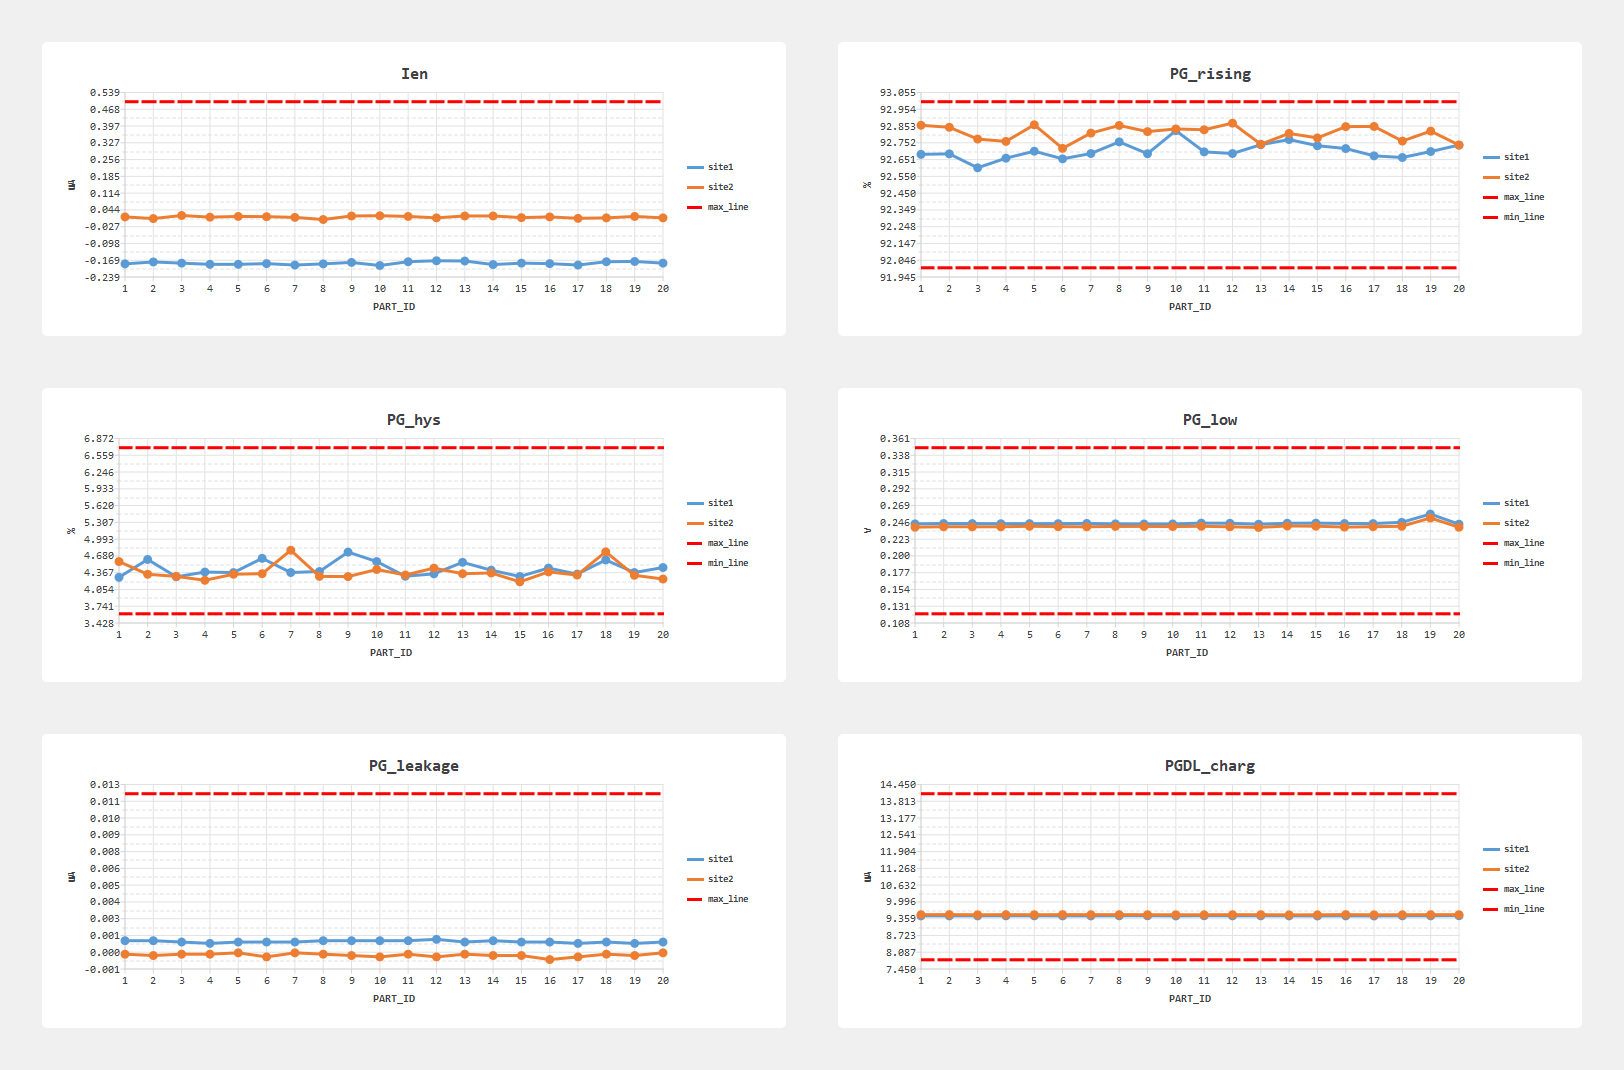 Ien
0.539
0.468
0.397
0.327
0.256
0.185
0.114
0.044
-0.027
-0.098
-0.169
-0.239
uA
1 2 3 4 5 6 7 8 9 10 11 12 13 14 15 16 17 18 19 20
PART_ID
site1
site2
max_line
PG_rising
93.055
92.954
92.853
92.752
92.651
92.550
92.450
92.349
92.248
92.147
92.046
91.945
%
1 2 3 4 5 6 7 8 9 10 11 12 13 14 15 16 17 18 19 20
PART_ID
site1
site2
max_line
min_line
PG_hys
6.872
6.559
6.246
5.933
5.620
5.307
4.993
4.680
4.367
4.054
3.741
3.428
%
1 2 3 4 5 6 7 8 9 10 11 12 13 14 15 16 17 18 19 20
PART_ID
site1
site2
max_line
min_line
PG_low
0.361
0.338
0.315
0.292
0.269
0.246
0.223
0.200
0.177
0.154
0.131
0.108
V
1 2 3 4 5 6 7 8 9 10 11 12 13 14 15 16 17 18 19 20
PART_ID
site1
site2
max_line
min_line
PG_leakage
0.013
0.011
0.010
0.009
0.008
0.006
0.005
0.004
0.003
0.001
0.000
-0.001
uA
1 2 3 4 5 6 7 8 9 10 11 12 13 14 15 16 17 18 19 20
PART_ID
site1
site2
max_line
PGDL_charg
14.450
13.813
13.177
12.541
11.904
11.268
10.632
9.996
9.359
8.723
8.087
7.450
uA
1 2 3 4 5 6 7 8 9 10 11 12 13 14 15 16 17 18 19 20
PART_ID
site1
site2
max_line
min_line